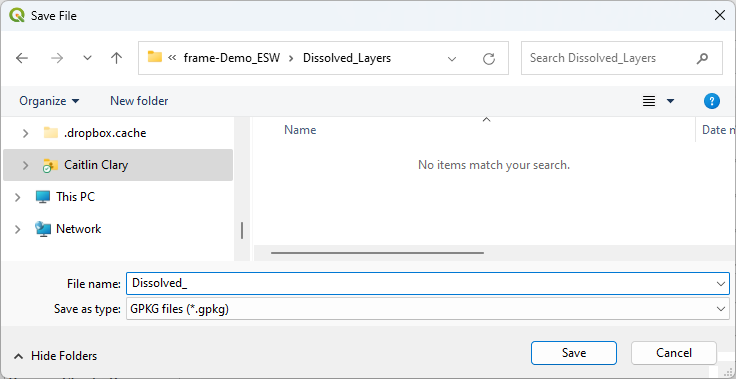 Save File
« frame-Demo_ESW > Dissolved_Layers
Search Dissolved_Layers
Organize
New folder
?
.dropbox.cache
Caitlin Clary
This PC
Network
Name
Date
No items match your search.
File name: Dissolved_
Save as type: GPKG files (*.gpkg)
Hide Folders
Save
Cancel